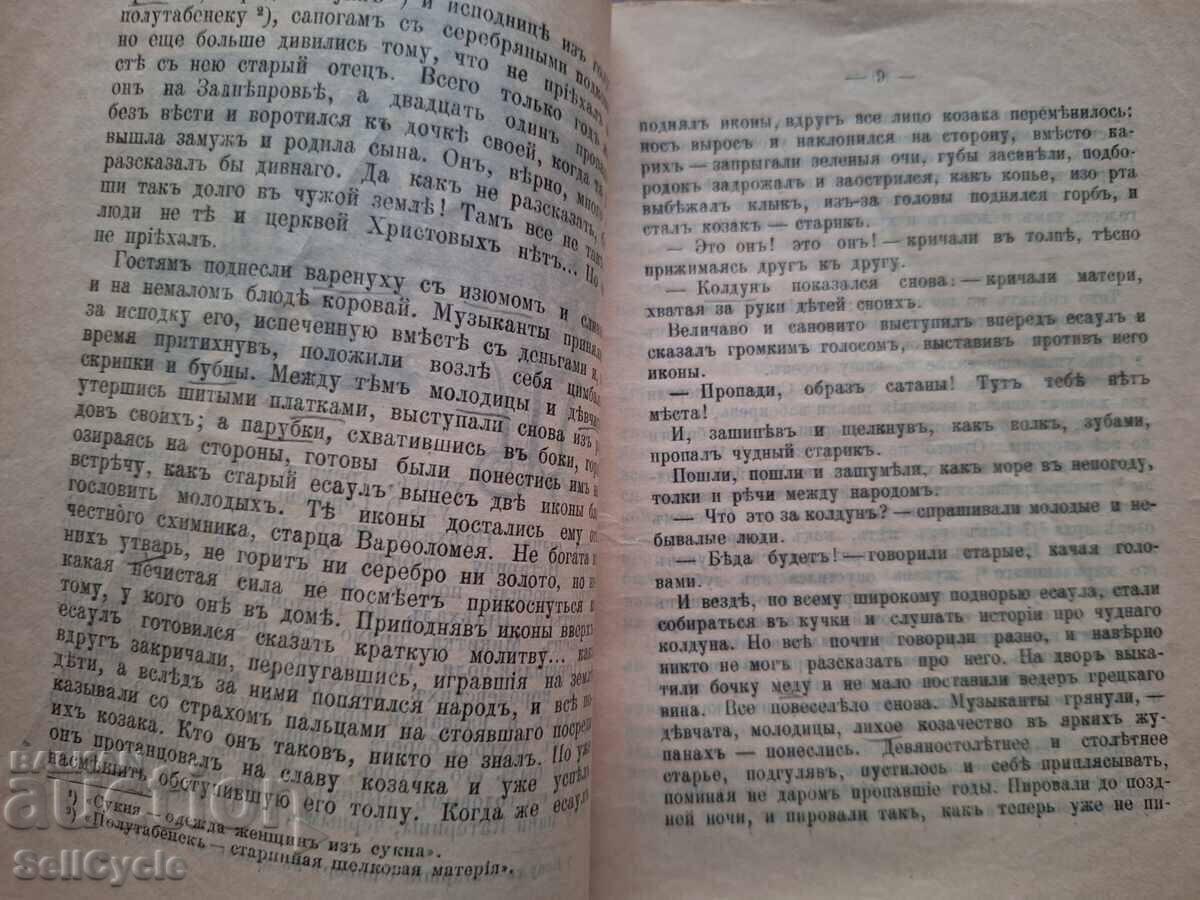 и исподницѣ изъ
полутабенеку ²), сапогамъ съ серебряными
но еще больше дивились тому, что не пріѣхалъ
стѣ съ нею старый отецъ. Всего только годъ
онъ на Заднѣпровьѣ, а двадцать одинъ
безъ вѣсти и воротился къ дочкѣ своей, когда та
вышла замужъ и родила сына. Онъ, вѣрно, много
разсказалъ бы дивнаго. Да какъ не разсказать,
ши такъ долго въ чужой землѣ! Тамъ все не такъ
люди не тѣ и церквей Христовыхъ нѣтъ... Но
не пріѣхалъ.
Гостямъ поднесли варенуху съ изюмомъ и
и на немаломъ блюдѣ коровай. Музыканты
за исподку его, испеченную вмѣстѣ съ деньгами и,
время притихнувъ, положили возлѣ себя
скрипки и бубны. Между тѣмъ молодицы и
утершись шитыми платками, выступали снова изъ
довъ своихъ; а парубки, схватившись въ боки,
озираясь на стороны, готовы были понестись имъ
встрѣчу, какъ старый есаулъ вынесъ двѣ иконы
гословить молодыхъ. Тѣ иконы достались ему
честного схимника, старца Варѳоломея. Не богата
нихъ утварь, не горитъ ни серебро ни золото, но
какая нечистая сила не посмѣетъ прикоснуться
тому, у кого онѣ въ домѣ. Приподнявъ иконы вверхъ,
есаулъ готовился сказать краткую молитву... какъ
вдругъ закричали, перепугавшись, игравшія на
дѣти, а вслѣдъ за ними попятился народъ, и всѣ по-
казывали со страхомъ пальцами на стоявшаго посреди
ихъ козака. Кто онъ таковъ, никто не зналъ. Но уже
онъ протанцовалъ на славу козачка и уже успѣлъ
насмѣшить обступившую его толпу. Когда же есаулъ
¹) «Сукня—одежда женщинъ изъ сукна».
²) «Полутабенекъ—старинная шелковая матерія».
— 9 —
поднялъ иконы, вдругъ все лицо козака перемѣнилось:
носъ выросъ и наклонился на сторону, вмѣсто ка-
рихъ—запрыгали зеленыя очи, губы засинѣли, подбо-
родокъ задрожалъ и заострился, какъ копье, изо рта
выбѣжалъ клыкъ, изъ-за головы поднялся горбъ, и
сталъ козакъ—старикъ.
— Это онъ! это онъ!—кричали въ толпѣ, тѣсно
прижимаясь другъ къ другу.
— Колдунъ показался снова:—кричали матери,
хватая за руки дѣтей своихъ.
Величаво и сановито выступилъ впередъ есаулъ и
сказалъ громкимъ голосомъ, выставивъ противъ него
иконы.
— Пропади, образъ сатаны! Тутъ тебѣ нѣтъ
мѣста!
И, зашипѣвъ и щелкнувъ, какъ волкъ, зубами,
пропалъ чудный старикъ.
Пошли, пошли и зашумѣли, какъ море въ непогоду,
толки и рѣчи между народомъ.
— Что это за колдунъ?—спрашивали молодые и не-
бывалые люди.
— Бѣда будетъ!—говорили старые, качая голо-
вами.
И вездѣ, по всему широкому подворью есаула, стали
собираться въ кучки и слушать исторіи про чуднаго
колдуна. Но всѣ почти говорили разно, и навѣрно
никто не могъ разсказать про него. На дворъ выка-
тили бочку меду и не мало поставили ведеръ грецкаго
вина. Все повеселѣло снова. Музыканты грянули,—
дѣвчата, молодицы, лихое козачество въ яркихъ жу-
панахъ—понеслись. Девяностолѣтнее и столѣтнее
старье, подгулявъ, пустилось и себѣ приплясывать,
поминая не даромъ пропавшіе годы. Пировали до позд-
ней ночи, и пировали такъ, какъ теперь уже не пи-
auction
SellCycle